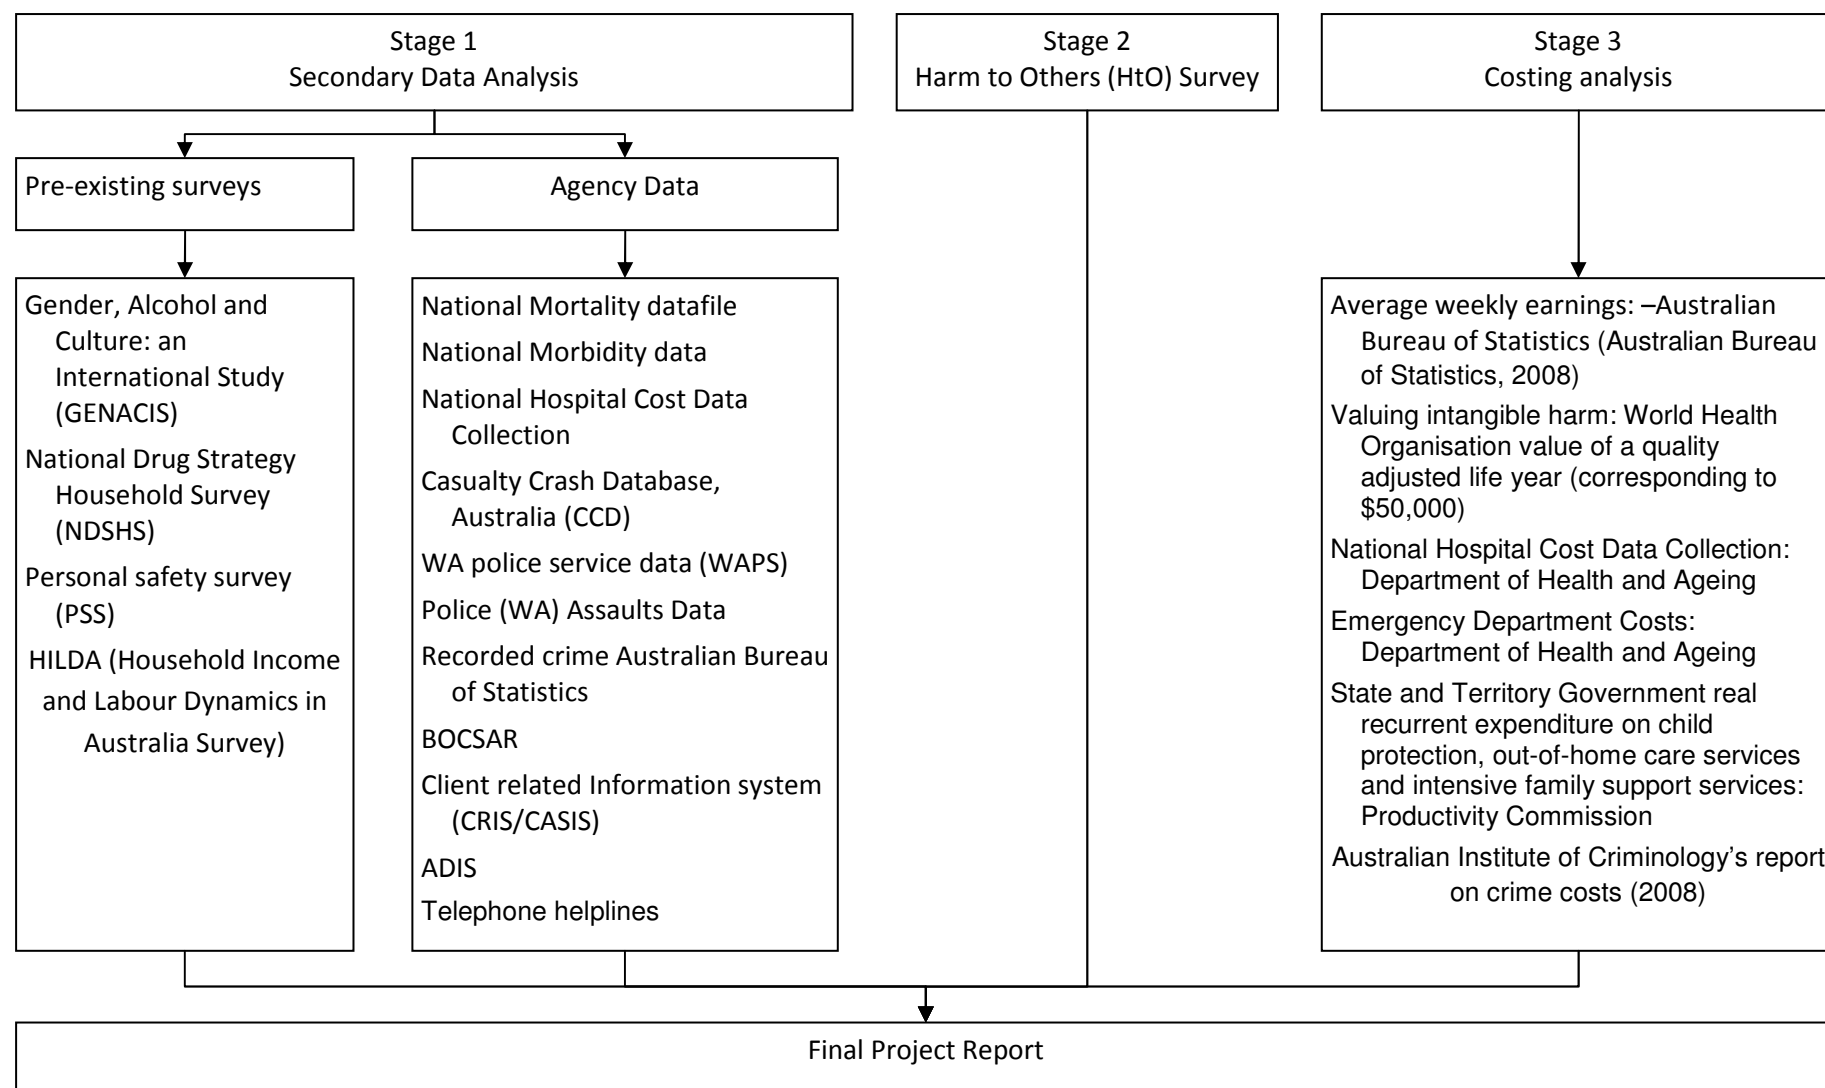 Stage 1
Secondary Data Analysis
Stage 2
Harm to Others (HtO) Survey
Stage 3
Costing analysis
Pre-existing surveys
Agency Data
Gender, Alcohol and
Culture: an
International Study
(GENACIS)
National Drug Strategy
Household Survey
(NDSHS)
Personal safety survey
(PSS)
HILDA (Household Income
and Labour Dynamics in
Australia Survey)
National Mortality datafile
National Morbidity data
National Hospital Cost Data
Collection
Casualty Crash Database,
Australia (CCD)
WA police service data (WAPS)
Police (WA) Assaults Data
Recorded crime Australian Bureau
of Statistics
BOCSAR
Client related Information system
(CRIS/CASIS)
ADIS
Telephone helplines
Average weekly earnings: –Australian
Bureau of Statistics (Australian Bureau
of Statistics, 2008)
Valuing intangible harm: World Health
Organisation value of a quality
adjusted life year (corresponding to
$50,000)
National Hospital Cost Data Collection:
Department of Health and Ageing
Emergency Department Costs:
Department of Health and Ageing
State and Territory Government real
recurrent expenditure on child
protection, out-of-home care services
and intensive family support services:
Productivity Commission
Australian Institute of Criminology’s report
on crime costs (2008)
Final Project Report